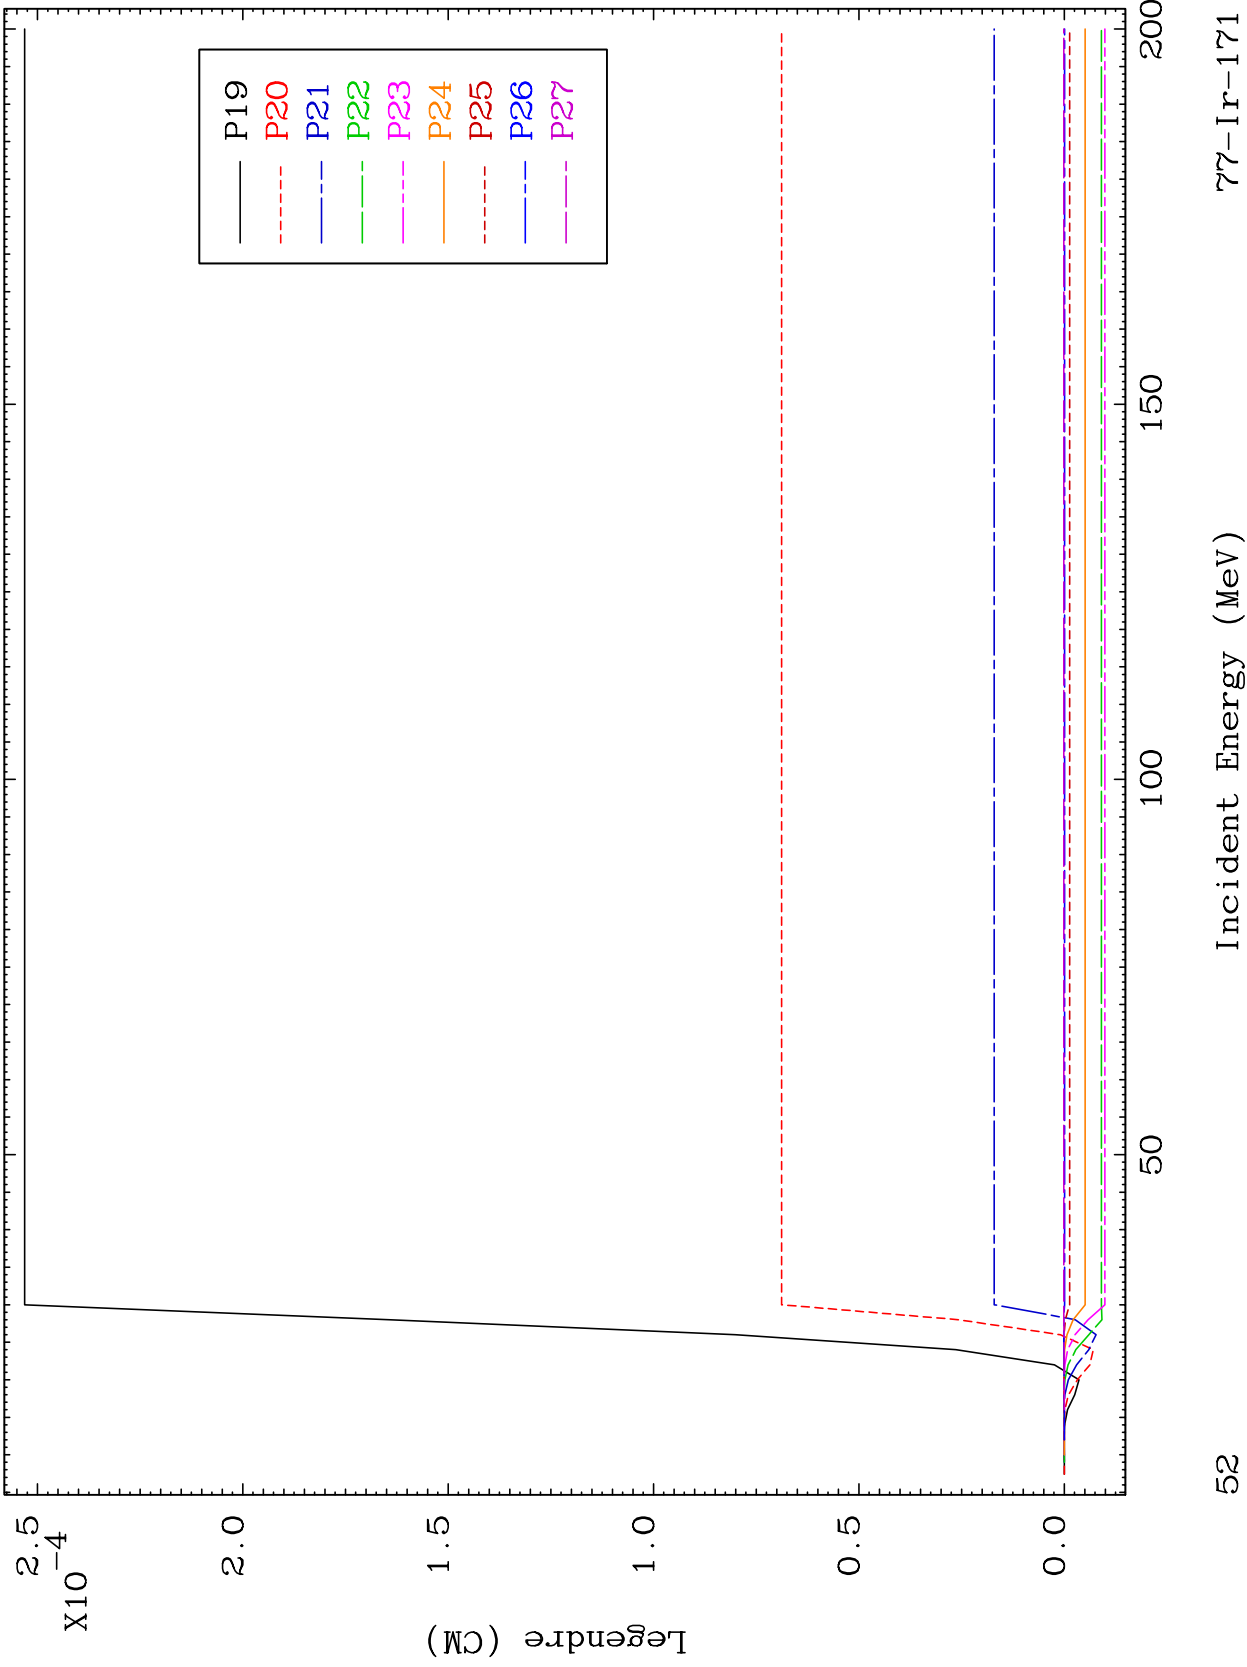 P19
P20
P21
P22
P23
P24
P25
P26
P27
2.5
X10-4
2.0
1.5
1.0
0.5
0.0
Legendre (CM)
50
100
150
200
52
Incident Energy (MeV)
77-Ir-171